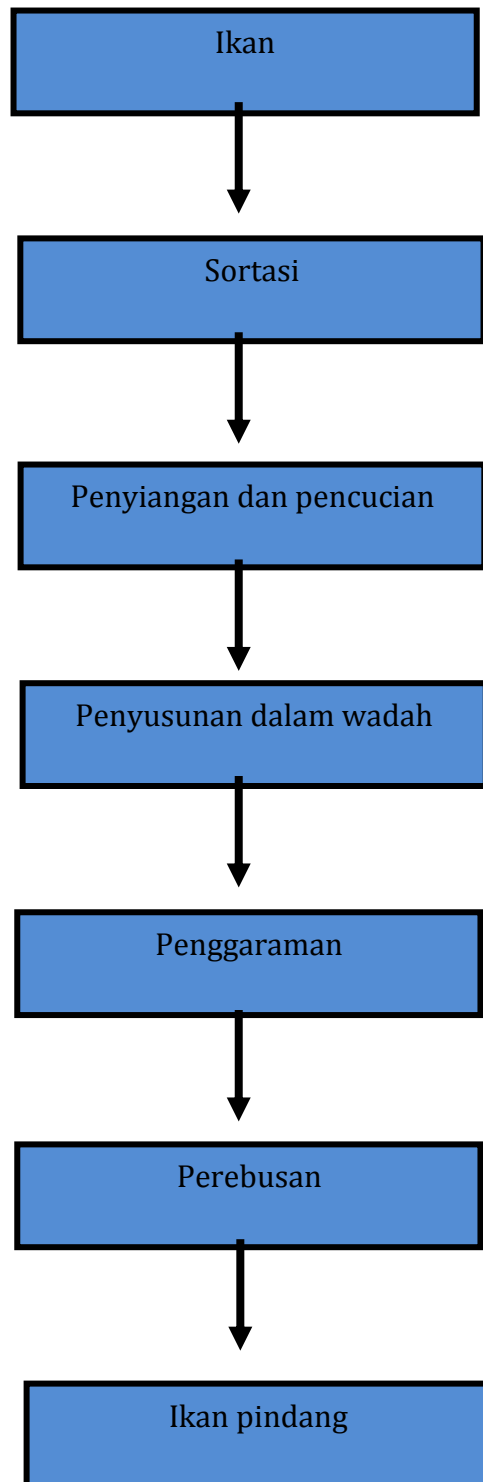 Ikan
Sortasi
Penyiangan dan pencucian
Penyusunan dalam wadah
Penggaraman
Perebusan
Ikan pindang